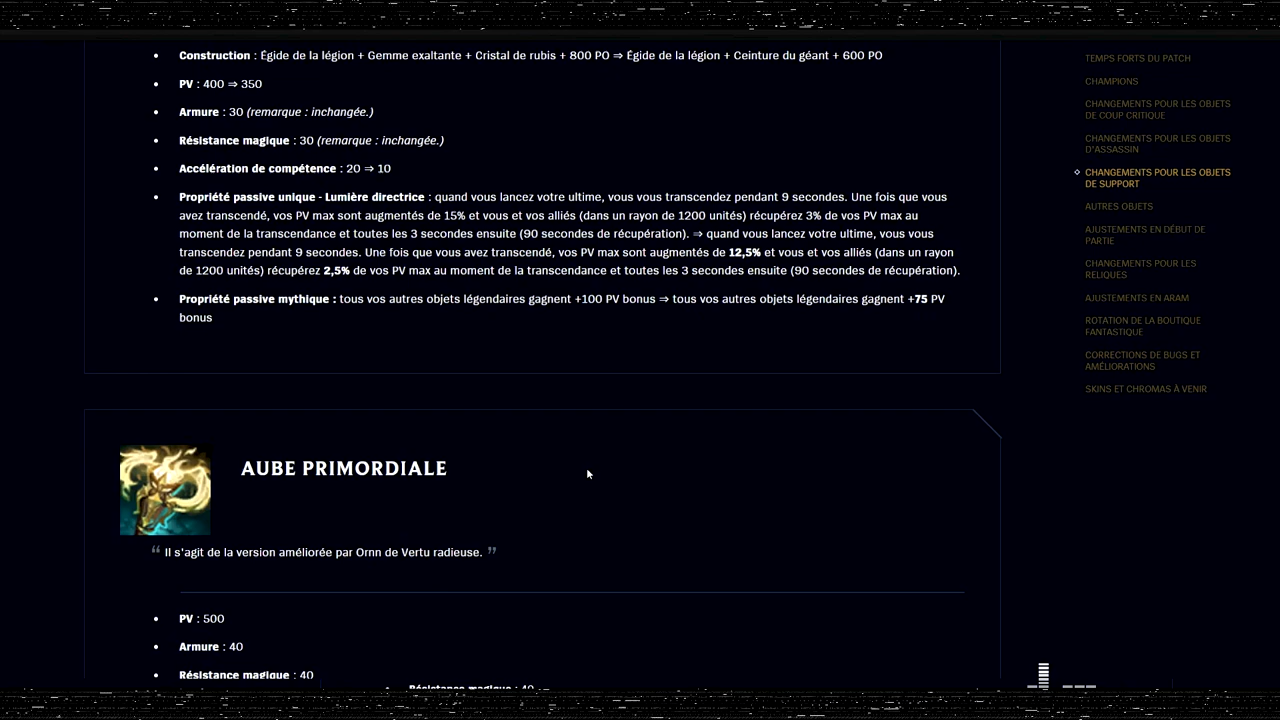 Construction : Égide de la légion + Gemme exaltante + Cristal de rubis + 800 PO ⇒ Égide de la légion + Ceinture du géant + 600 PO
PV : 400 ⇒ 350
Armure : 30 (remarque : inchangée.)
Résistance magique : 30 (remarque : inchangée.)
Accélération de compétence : 20 ⇒ 10
Propriété passive unique - Lumière directrice : quand vous lancez votre ultime, vous vous transcendez pendant 9 secondes. Une fois que vous
avez transcendé, vos PV max sont augmentés de 15% et vous et vos alliés (dans un rayon de 1200 unités) récupérez 3% de vos PV max au
moment de la transcendance et toutes les 3 secondes ensuite (90 secondes de récupération). ⇒ quand vous lancez votre ultime, vous vous
transcendez pendant 9 secondes. Une fois que vous avez transcendé, vos PV max sont augmentés de 12,5% et vous et vos alliés (dans un rayon
de 1200 unités) récupérez 2,5% de vos PV max au moment de la transcendance et toutes les 3 secondes ensuite (90 secondes de récupération).
Propriété passive mythique : tous vos autres objets légendaires gagnent +100 PV bonus ⇒ tous vos autres objets légendaires gagnent +75 PV
bonus
AUBE PRIMORDIALE
“ Il s'agit de la version améliorée par Ornn de Vertu radieuse. ”
PV : 500
Armure : 40
Résistance magique : 40
Résistance magique : 40
TEMPS FORTS DU PATCH
CHAMPIONS
CHANGEMENTS POUR LES OBJETS
DE COUP CRITIQUE
CHANGEMENTS POUR LES OBJETS
D'ASSASSIN
CHANGEMENTS POUR LES OBJETS
DE SUPPORT
AUTRES OBJETS
AJUSTEMENTS EN DÉBUT DE
PARTIE
CHANGEMENTS POUR LES
RELIQUES
AJUSTEMENTS EN ARAM
ROTATION DE LA BOUTIQUE
FANTASTIQUE
CORRECTIONS DE BUGS ET
AMÉLIORATIONS
SKINS ET CHROMAS À VENIR